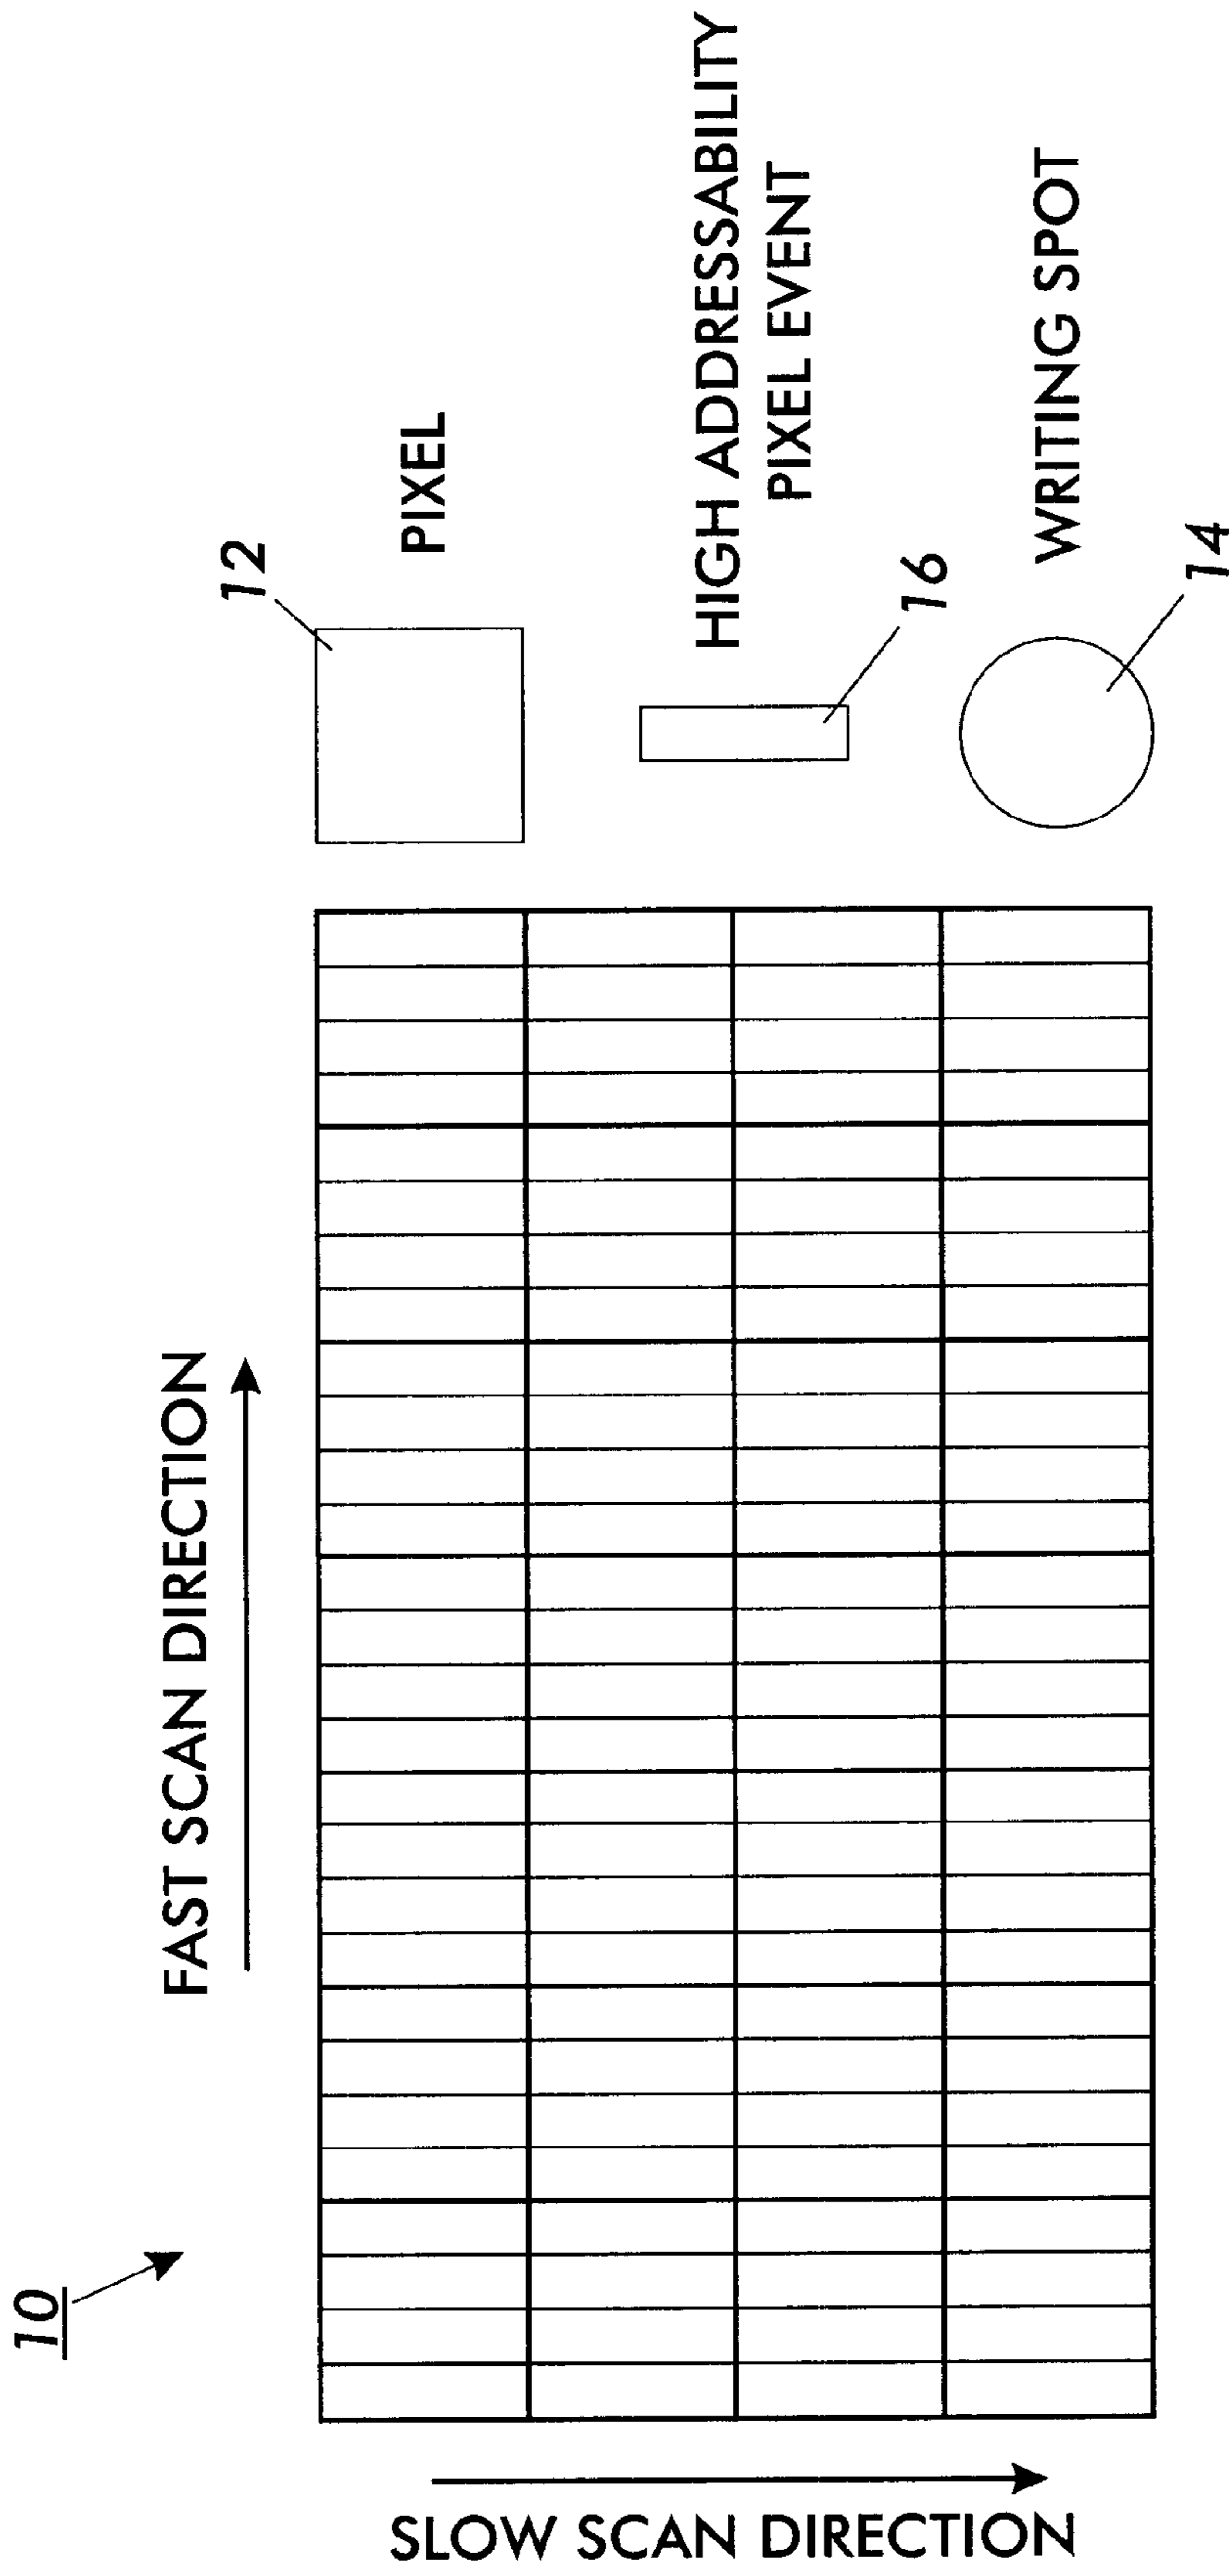 10
FAST SCAN DIRECTION
SLOW SCAN DIRECTION
12
PIXEL
HIGH ADDRESSABILITY
PIXEL EVENT
16
WRITING SPOT
14